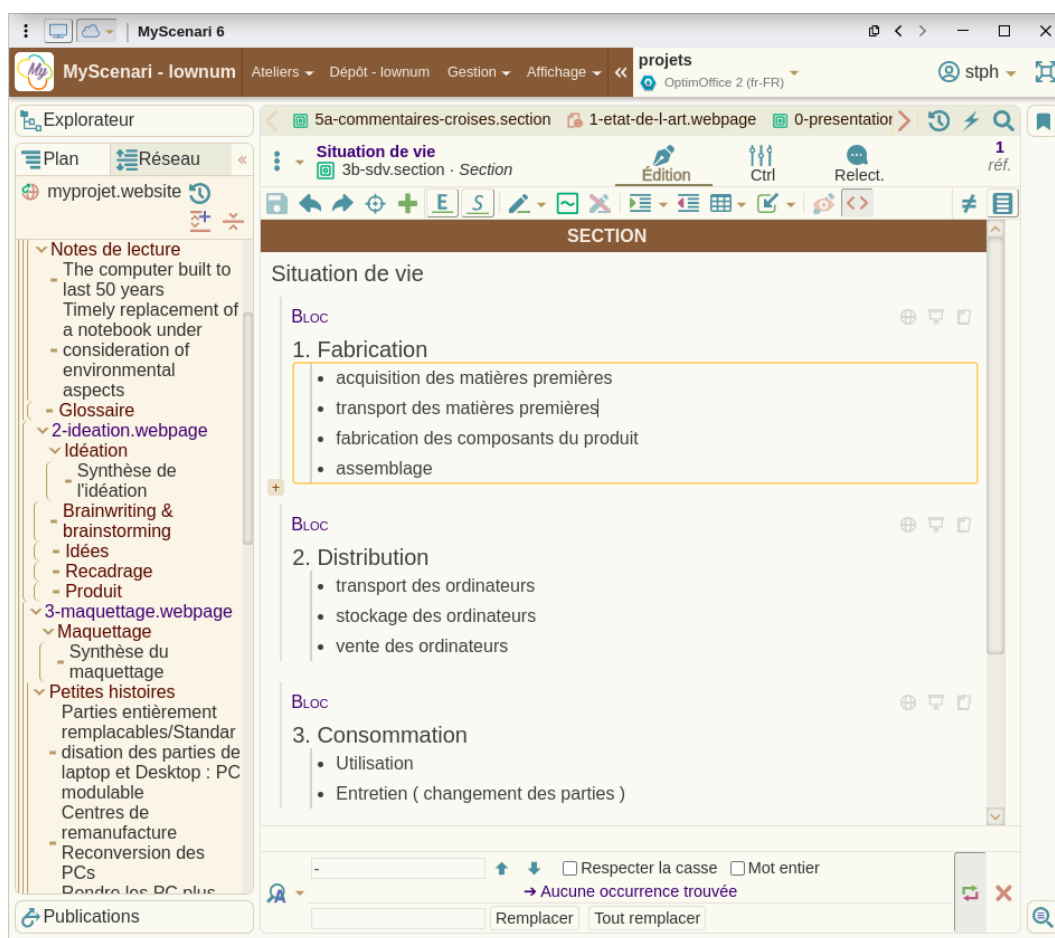 MyScenari 6
My
MyScenari - lownum
Ateliers
Dépôt - lownum
Gestion
Affichage
«
projets
OptimOffice 2 (fr-FR)
stph
Explorateur
5a-commentaires-croises.section
1-etat-de-l-art.webpage
Plan
Réseau
«
myprojet.website
Situation de vie
3b-sdv.section · Section
Édition
Ctrl
Relect.
1
réf.
E
S
≠
Notes de lecture
The computer built to
last 50 years
Timely replacement of
a notebook under
consideration of
environmental
aspects
Glossaire
2-ideation.webpage
Idéation
Synthèse de
l'idéation
Brainwriting &
brainstorming
Idées
Recadrage
Produit
3-maquettage.webpage
Maquettage
Synthèse du
maquettage
Petites histoires
Parties entièrement
remplacables/Standar
disation des parties de
laptop et Desktop : PC
modulable
Centres de
remanufacture
Reconversion des
PCs
Rendre les PC plus
Publications
SECTION
Situation de vie
Bloc
1. Fabrication
• acquisition des matières premières
• transport des matières premières
• fabrication des composants du produit
• assemblage
+
Bloc
2. Distribution
• transport des ordinateurs
• stockage des ordinateurs
• vente des ordinateurs
Bloc
3. Consommation
• Utilisation
• Entretien ( changement des parties )
-
Respecter la casse
Mot entier
➔ Aucune occurrence trouvée
Remplacer
Tout remplacer